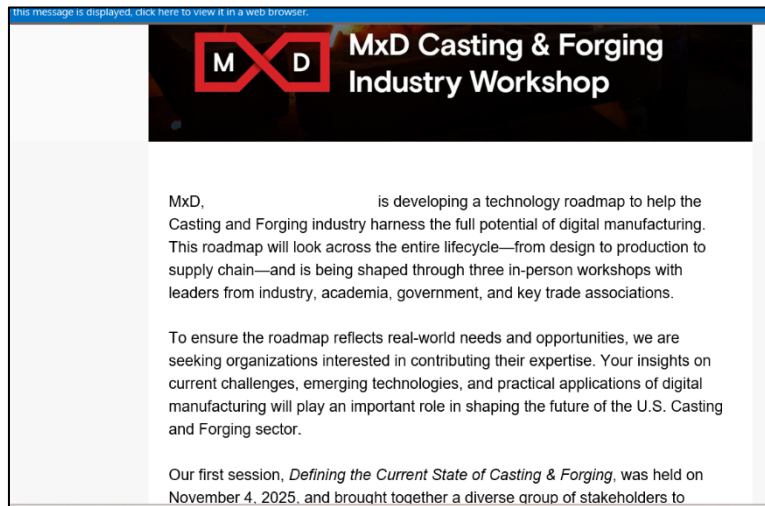 this message is displayed, click here to view it in a web browser.
M D
MxD Casting & Forging
Industry Workshop
MxD, is developing a technology roadmap to help the
Casting and Forging industry harness the full potential of digital manufacturing.
This roadmap will look across the entire lifecycle—from design to production to
supply chain—and is being shaped through three in-person workshops with
leaders from industry, academia, government, and key trade associations.
To ensure the roadmap reflects real-world needs and opportunities, we are
seeking organizations interested in contributing their expertise. Your insights on
current challenges, emerging technologies, and practical applications of digital
manufacturing will play an important role in shaping the future of the U.S. Casting
and Forging sector.
Our first session, Defining the Current State of Casting & Forging, was held on
November 4, 2025, and brought together a diverse group of stakeholders to